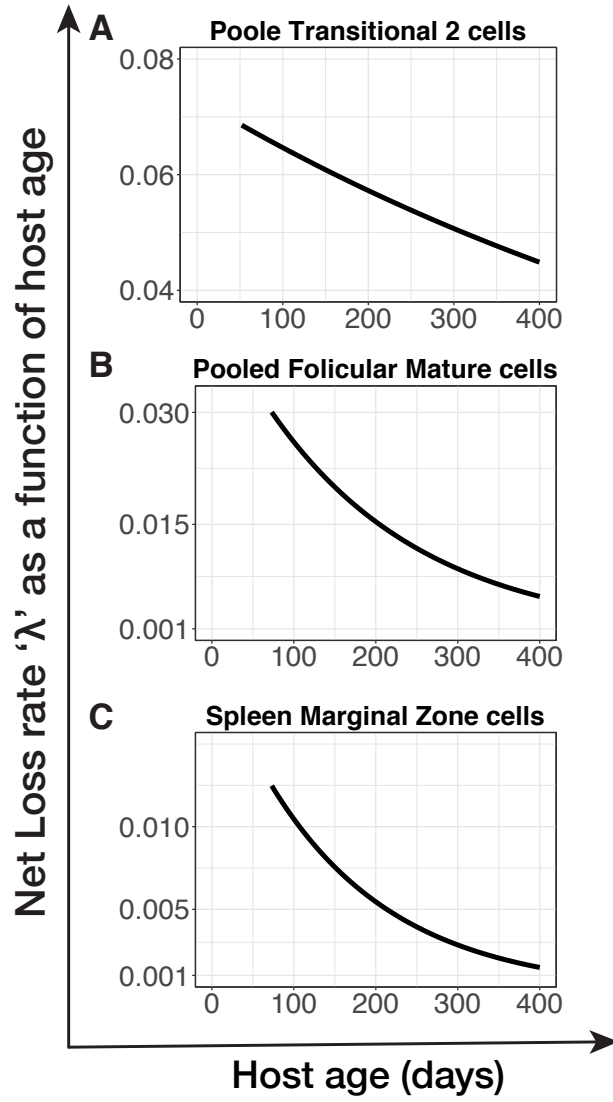 Net Loss rate ‘λ’ as a function of host age
A
Poole Transitional 2 cells
0.08
0.06
0.04
0 100 200 300 400
B
Pooled Folicular Mature cells
0.030
0.015
0.001
0 100 200 300 400
C
Spleen Marginal Zone cells
0.010
0.005
0.001
0 100 200 300 400
Host age (days)